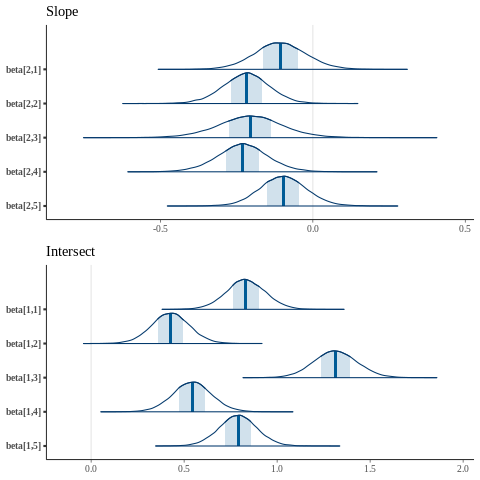 Slope
beta[2,1]
beta[2,2]
beta[2,3]
beta[2,4]
beta[2,5]
-0.5 0.0 0.5
Intersect
beta[1,1]
beta[1,2]
beta[1,3]
beta[1,4]
beta[1,5]
0.0 0.5 1.0 1.5 2.0